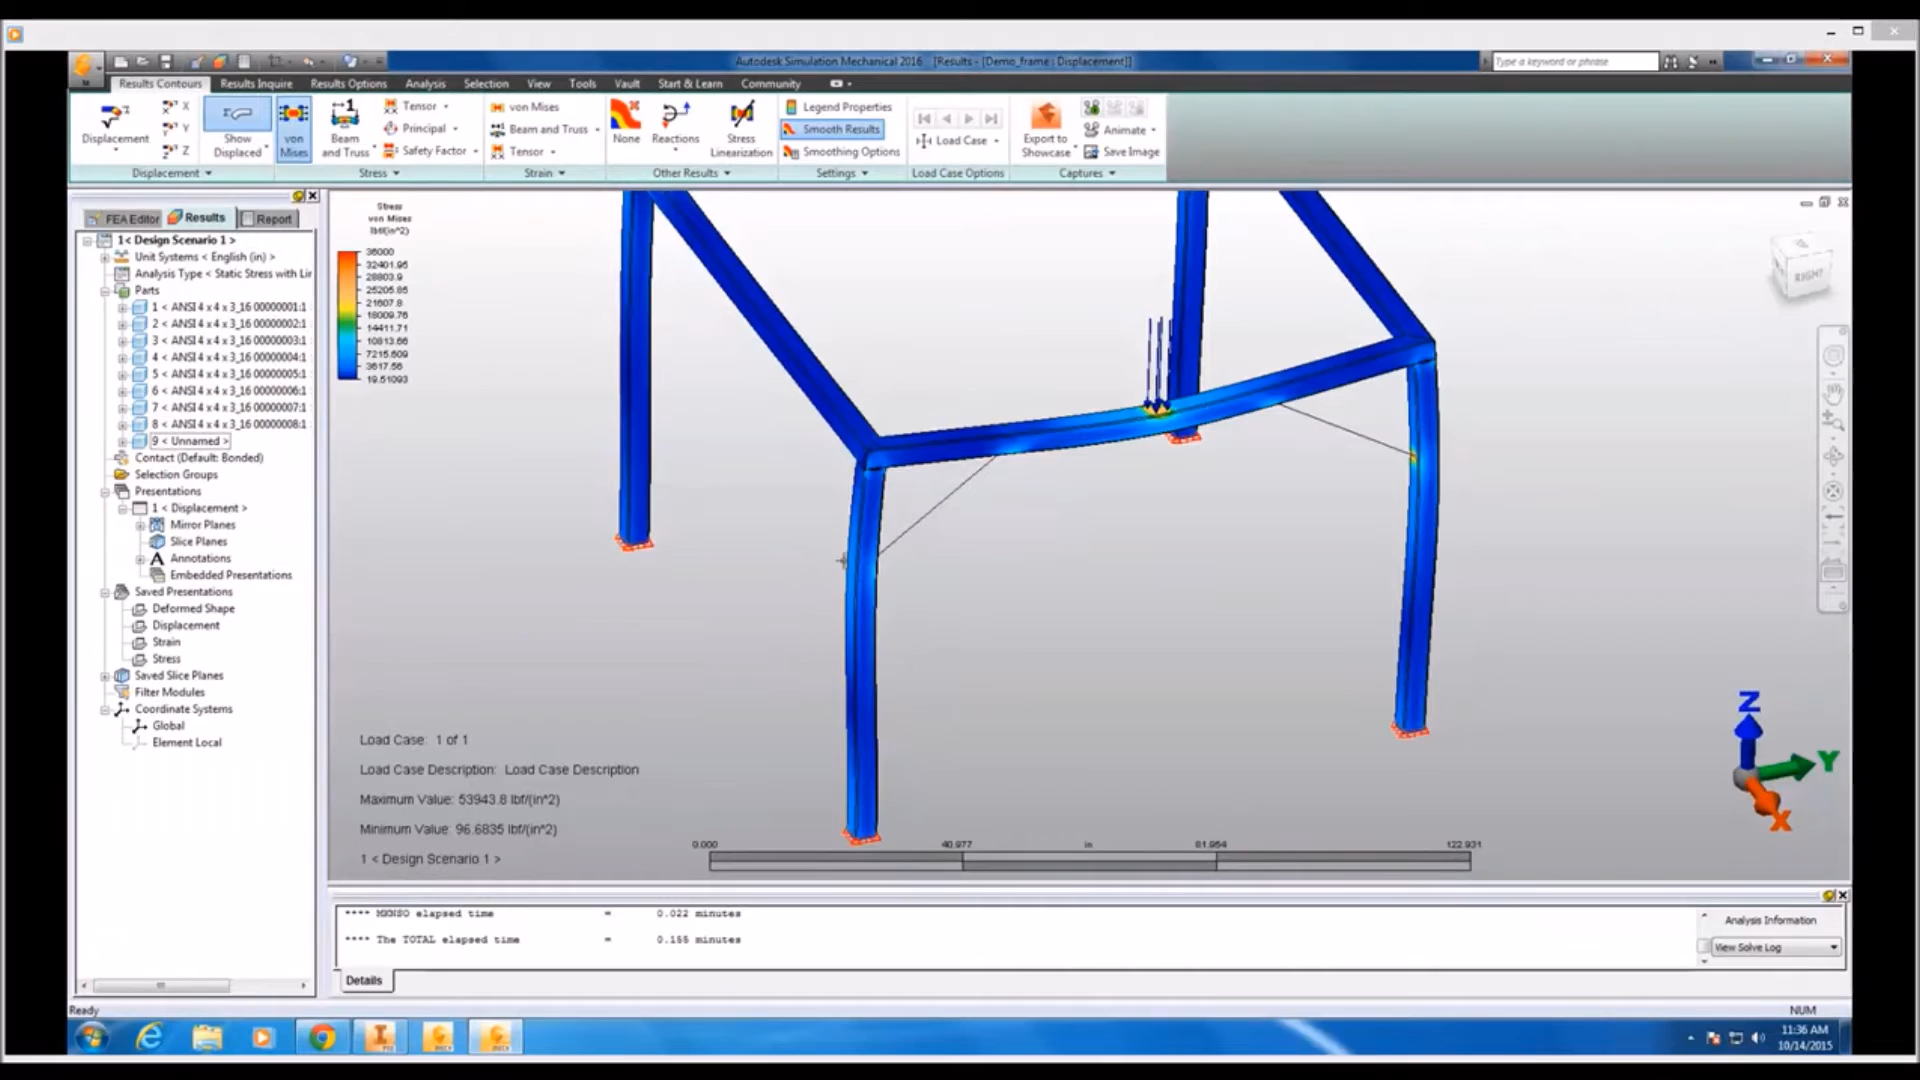 Autodesk Simulation Mechanical 2016 [Results - [Demo_frame : Displacement]]
Type a keyword or phrase
Results Contours Results Inquire Results Options Analysis Selection View Tools Vault Start & Learn Community
Displacement
X
Y
Z
Show
Displaced
von
Mises
Beam
and Truss
Tensor
Principal
Safety Factor
von Mises
Beam and Truss
Tensor
None
Reactions
Stress
Linearization
Legend Properties
Smooth Results
Smoothing Options
Load Case
Export to
Showcase
Animate
Save Image
Displacement Stress Strain Other Results Settings Load Case Options Captures
FEA Editor Results Report
1 < Design Scenario 1 >
Unit Systems < English (in) >
Analysis Type < Static Stress with Lir
Parts
1 < ANSI 4 x 4 x 3_16 00000001:1
2 < ANSI 4 x 4 x 3_16 00000002:1
3 < ANSI 4 x 4 x 3_16 00000003:1
4 < ANSI 4 x 4 x 3_16 00000004:1
5 < ANSI 4 x 4 x 3_16 00000005:1
6 < ANSI 4 x 4 x 3_16 00000006:1
7 < ANSI 4 x 4 x 3_16 00000007:1
8 < ANSI 4 x 4 x 3_16 00000008:1
9 < Unnamed >
Contact (Default: Bonded)
Selection Groups
Presentations
1 < Displacement >
Mirror Planes
Slice Planes
Annotations
Embedded Presentations
Saved Presentations
Deformed Shape
Displacement
Strain
Stress
Saved Slice Planes
Filter Modules
Coordinate Systems
Global
Element Local
Stress
von Mises
lbf/(in^2)
36000
32401.95
28803.9
25205.85
21607.8
18009.76
14411.71
10813.66
7215.609
3617.56
19.51093
RIGHT
Load Case: 1 of 1
Load Case Description: Load Case Description
Maximum Value: 53943.8 lbf/(in^2)
Minimum Value: 96.6835 lbf/(in^2)
1 < Design Scenario 1 >
0.000 40.977 in 81.954 122.931
Z
Y
X
**** elapsed time = 0.022 minutes
**** The TOTAL elapsed time = 0.155 minutes
Analysis Information
View Solve Log
Details
Ready
NUM
11:36 AM
10/14/2015